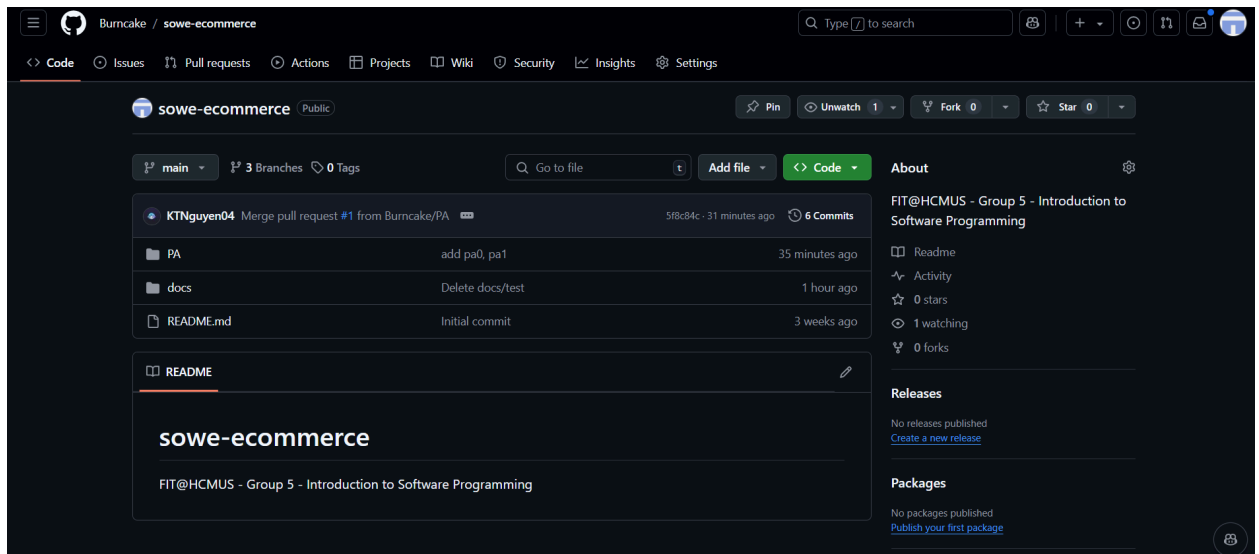 Burncake / sowe-ecommerce
Type / to search
Code Issues Pull requests Actions Projects Wiki Security Insights Settings
sowe-ecommerce Public
Pin Unwatch 1 Fork 0 Star 0
main 3 Branches 0 Tags Go to file t Add file Code
KTNguyen04 Merge pull request #1 from Burncake/PA 5f8c84c · 31 minutes ago 6 Commits
PA add pa0, pa1 35 minutes ago
docs Delete docs/test 1 hour ago
README.md Initial commit 3 weeks ago
README
sowe-ecommerce
FIT@HCMUS - Group 5 - Introduction to Software Programming
About
FIT@HCMUS - Group 5 - Introduction to
Software Programming
Readme
Activity
0 stars
1 watching
0 forks
Releases
No releases published
Create a new release
Packages
No packages published
Publish your first package